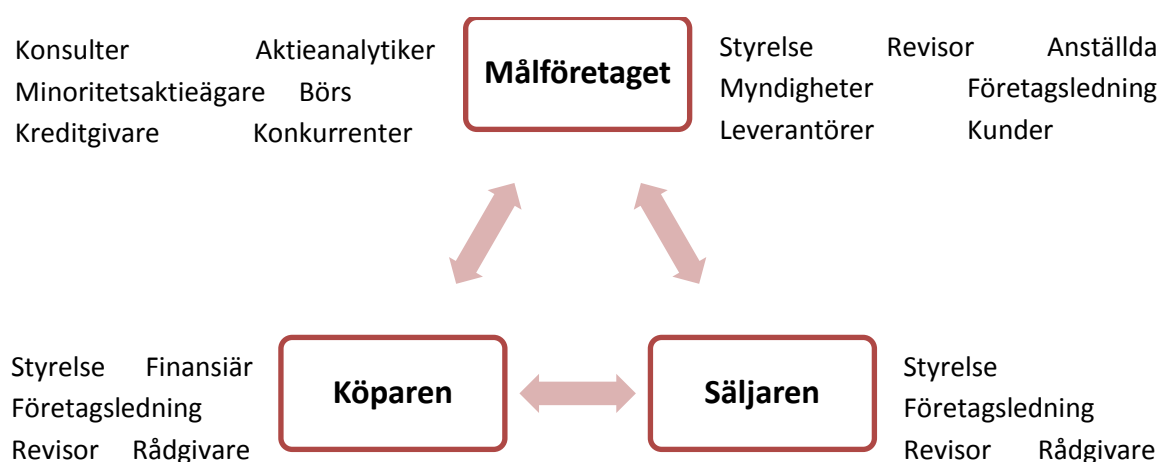 Konsulter Aktieanalytiker
Minoritetsaktieägare Börs
Kreditgivare Konkurrenter
Målföretaget
Styrelse Revisor Anställda
Myndigheter Företagsledning
Leverantörer Kunder
Styrelse Finansiär
Företagsledning
Revisor Rådgivare
Köparen
Säljaren
Styrelse
Företagsledning
Revisor Rådgivare